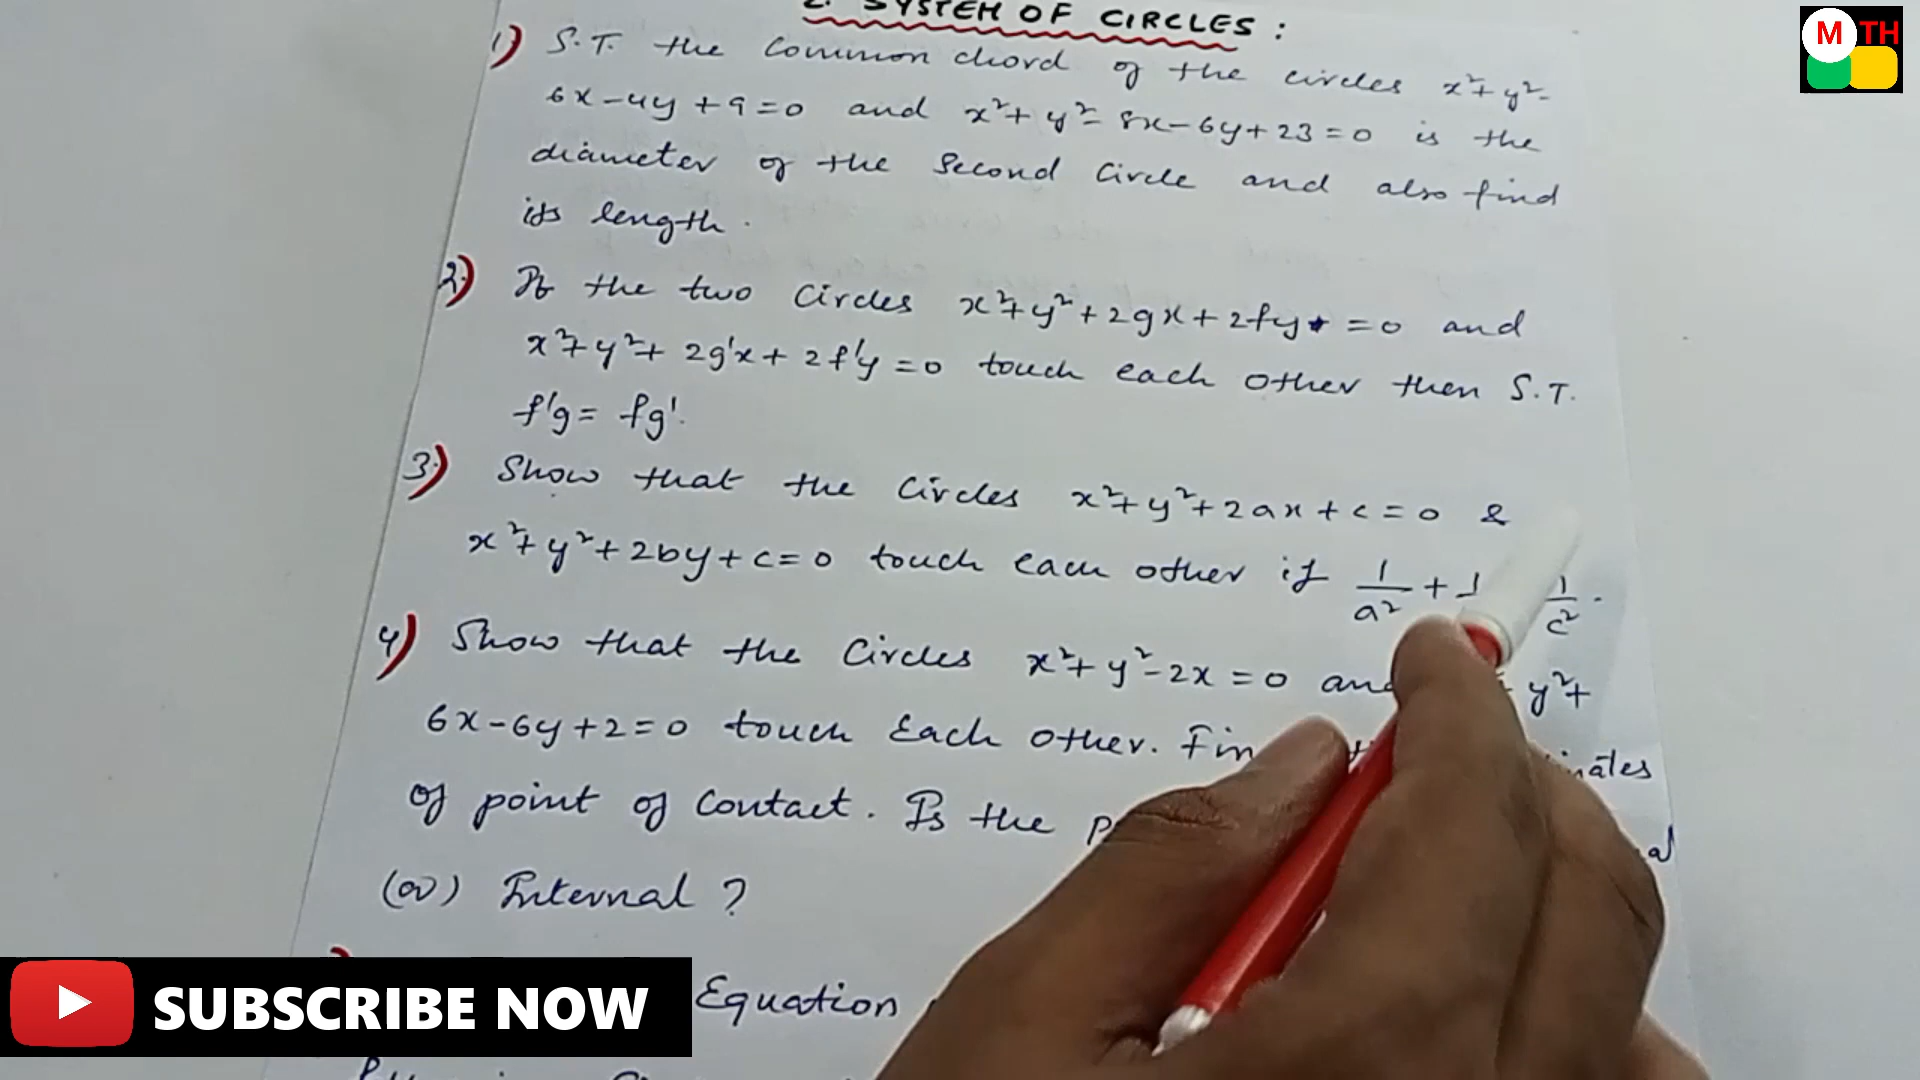 2. SYSTEM OF CIRCLES :
M TH
1) S.T. the Common chord of the circles x²+y²-
6x-4y+9=0 and x²+y²-8x-6y+23=0 is the
diameter of the Second Circle and also find
its length.
2) If the two Circles x²+y²+2gx+2fy =0 and
x²+y²+2g'x+2f'y=0 touch each other then S.T.
f'g= fg'.
3) Show that the Circles x²+y²+2ax+c=0 &
x²+y²+2by+c=0 touch each other if 1/a² + 1 1/c².
4) Show that the Circles x²+y²-2x=0 and y²+
6x-6y+2=0 touch Each other.
of point of Contact. Is the
(or) Internal ?
Equation
SUBSCRIBE NOW